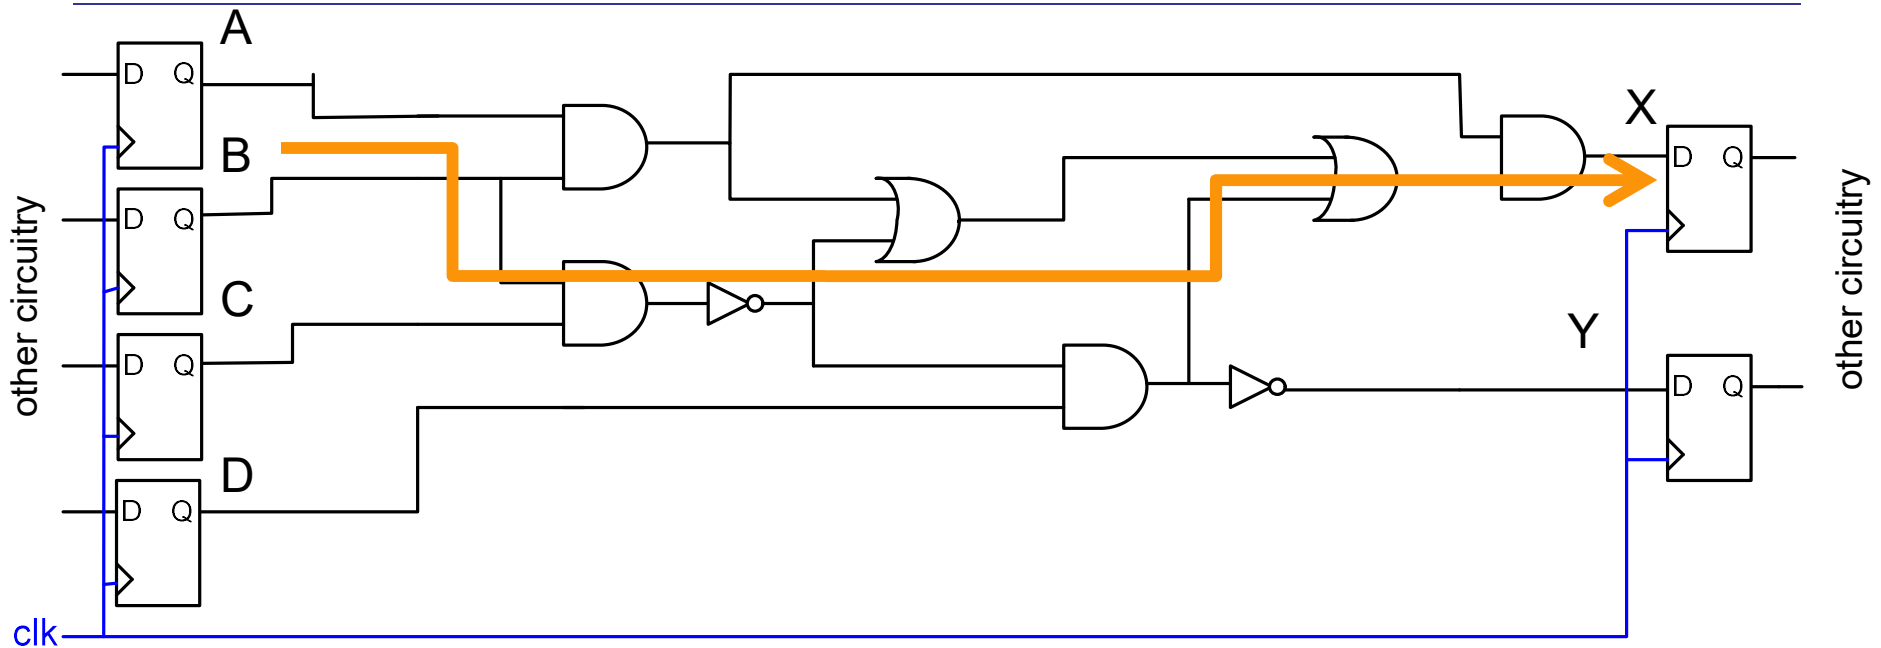 A
D Q
B
D Q
C
D Q
D
D Q
clk
other circuitry
X
D Q
Y
D Q
other circuitry